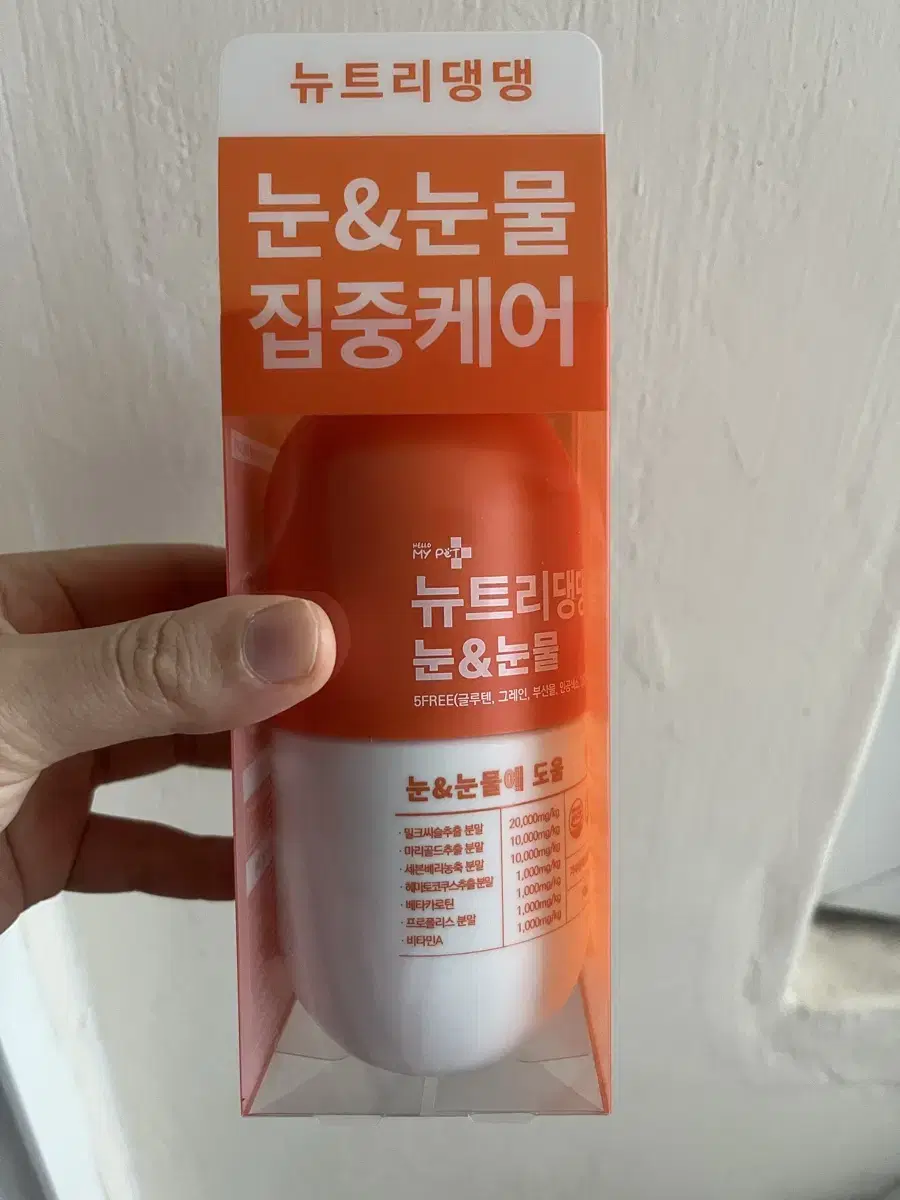 뉴트리댕댕
눈&눈물
집중케어
HELLO
MY PET
뉴트리댕댕
눈&눈물
5FREE(글루텐, 그레인, 부산물, 인공색소,
눈&눈물에 도움
· 밀크씨슬추출 분말 20,000mg/kg
· 마리골드추출 분말 10,000mg/kg
· 세븐베리농축 분말 10,000mg/kg
· 헤마토코쿠스추출 분말 1,000mg/kg
· 베타카로틴 1,000mg/kg
· 프로폴리스 분말 1,000mg/kg
· 비타민A 1,000mg/kg